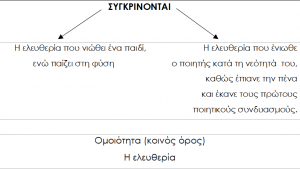 ΣΥΓΚΡΙΝΟΝΤΑΙ
Η ελευθερία που νιώθει ένα παιδί,
ενώ παίζει στη φύση
Η ελευθερία που ένιωθε
ο ποιητής κατά τη νεότητά του,
καθώς έπιανε την πένα
και έκανε τους πρώτους
ποιητικούς συνδυασμούς.
Ομοιότητα (κοινός όρος)
Η ελευθερία